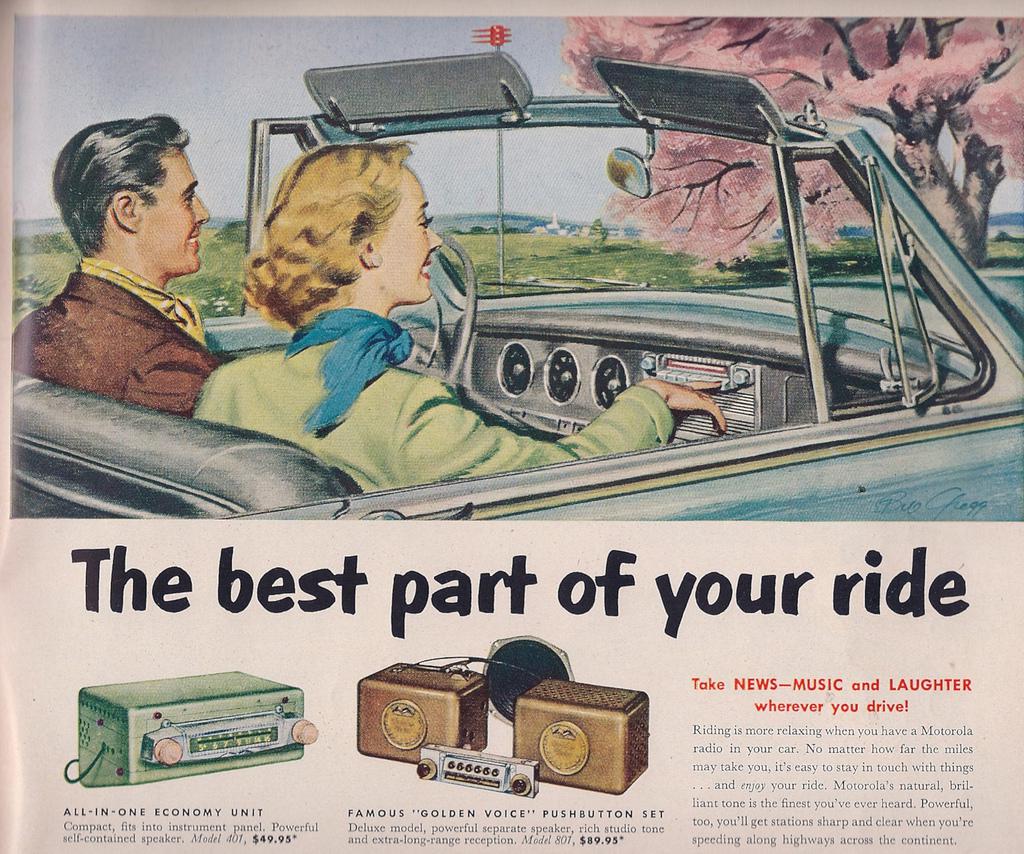 Bob Gregg
The best part of your ride
ALL-IN-ONE ECONOMY UNIT
Compact, fits into instrument panel. Powerful
self-contained speaker. Model 401, $49.95*
FAMOUS "GOLDEN VOICE" PUSHBUTTON SET
Deluxe model, powerful separate speaker, rich studio tone
and extra-long-range reception. Model 801, $89.95*
Take NEWS—MUSIC and LAUGHTER
wherever you drive!
Riding is more relaxing when you have a Motorola
radio in your car. No matter how far the miles
may take you, it's easy to stay in touch with things
. . . and enjoy your ride. Motorola's natural, bril-
liant tone is the finest you've ever heard. Powerful,
too, you'll get stations sharp and clear when you're
speeding along highways across the continent.